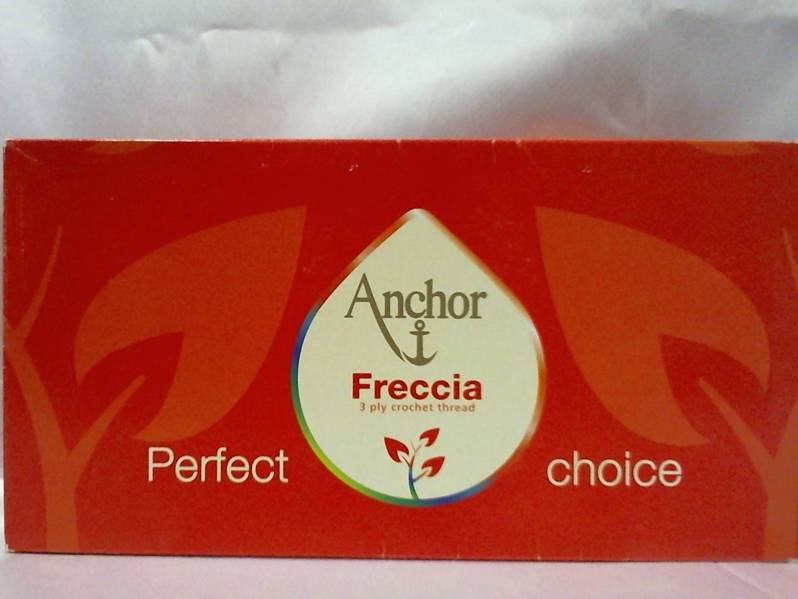 Anchor
Freccia
3 ply crochet thread
Perfect choice